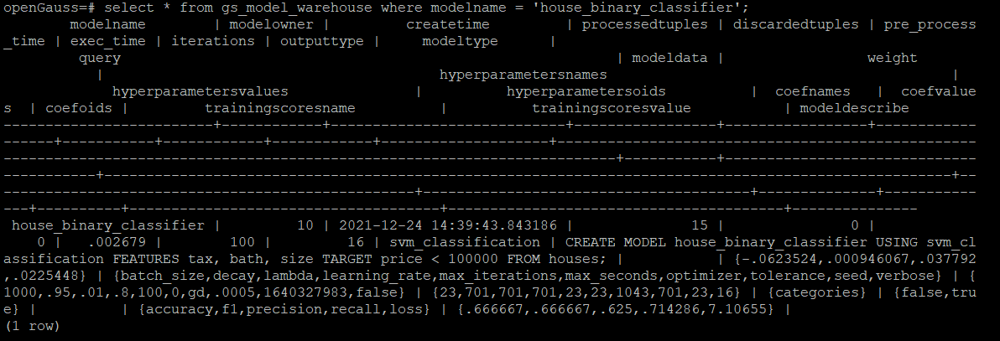 openGauss=# select * from gs_model_warehouse where modelname = 'house_binary_classifier';
        modelname        | modelowner |         createtime         | processedtuples | discardedtuples | pre_process
_time | exec_time | iterations | outputtype |     modeltype      |
         query                                                           | modeldata |                 weight
           |                                        hyperparametersnames                                         |
             hyperparametersvalues               |          hyperparametersoids          |  coefnames   |  coefvalue
s  | coefoids |         trainingscoresname          |          trainingscoresvalue           | modeldescribe
-------------------------+------------+----------------------------+-----------------+-----------------+------------
------+-----------+------------+------------+--------------------+--------------------------------------------------
-------------------------------------------------------------------------+-----------+------------------------------
-----------+-----------------------------------------------------------------------------------------------------+--
-------------------------------------------------+---------------------------------------+--------------+-----------
---+----------+-------------------------------------+----------------------------------------+---------------
 house_binary_classifier |         10 | 2021-12-24 14:39:43.843186 |              15 |               0 |
    0 |   .002679 |        100 |         16 | svm_classification | CREATE MODEL house_binary_classifier USING svm_cl
assification FEATURES tax, bath, size TARGET price < 100000 FROM houses; |           | {-.0623524,.000946067,.037792
,.0225448} | {batch_size,decay,lambda,learning_rate,max_iterations,max_seconds,optimizer,tolerance,seed,verbose} | {
1000,.95,.01,.8,100,0,gd,.0005,1640327983,false} | {23,701,701,701,23,23,1043,701,23,16} | {categories} | {false,tru
e} |          | {accuracy,f1,precision,recall,loss} | {.666667,.666667,.625,.714286,7.10655} |
(1 row)